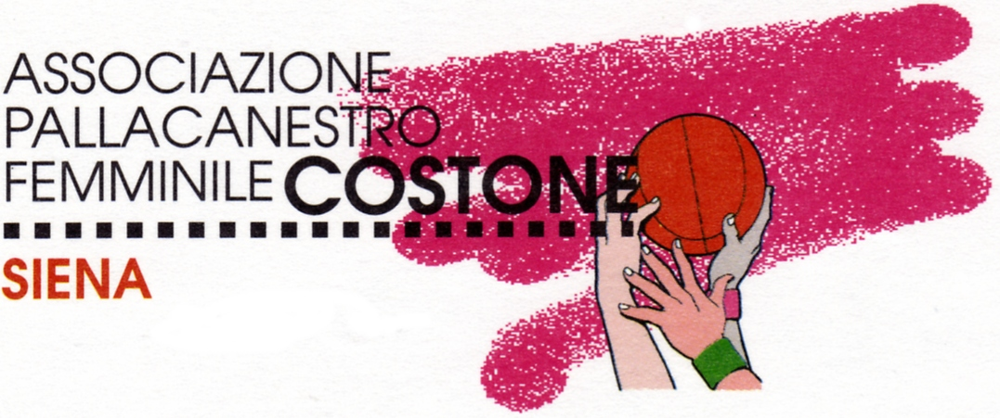 ASSOCIAZIONE
PALLACANESTRO
FEMMINILE COSTONE
SIENA